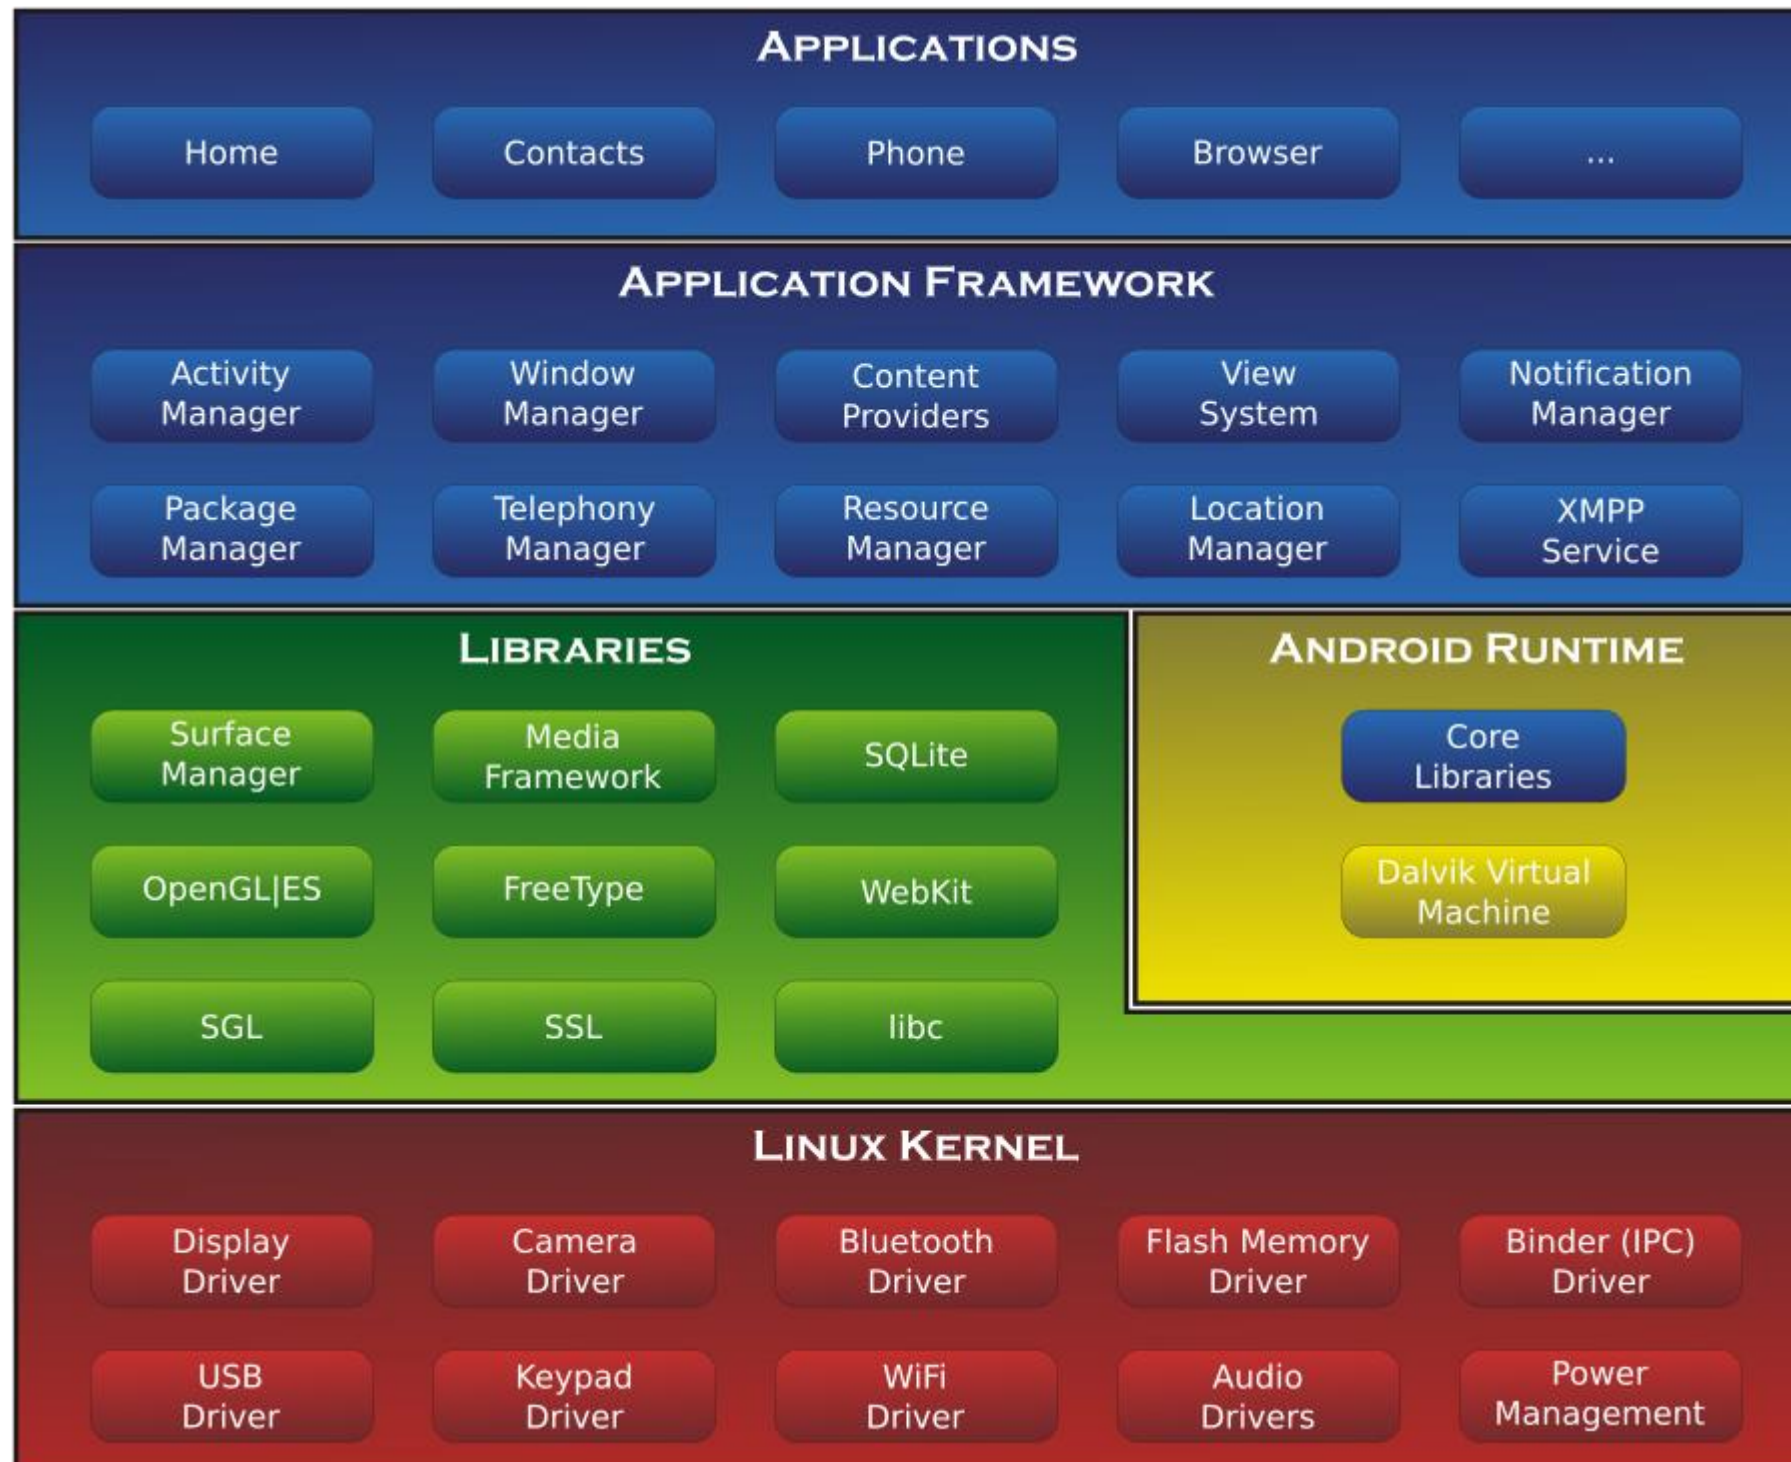 APPLICATIONS
Home
Contacts
Phone
Browser
...
APPLICATION FRAMEWORK
Activity
Manager
Window
Manager
Content
Providers
View
System
Notification
Manager
Package
Manager
Telephony
Manager
Resource
Manager
Location
Manager
XMPP
Service
LIBRARIES
Surface
Manager
Media
Framework
SQLite
OpenGL|ES
FreeType
WebKit
SGL
SSL
libc
ANDROID RUNTIME
Core
Libraries
Dalvik Virtual
Machine
LINUX KERNEL
Display
Driver
Camera
Driver
Bluetooth
Driver
Flash Memory
Driver
Binder (IPC)
Driver
USB
Driver
Keypad
Driver
WiFi
Driver
Audio
Drivers
Power
Management